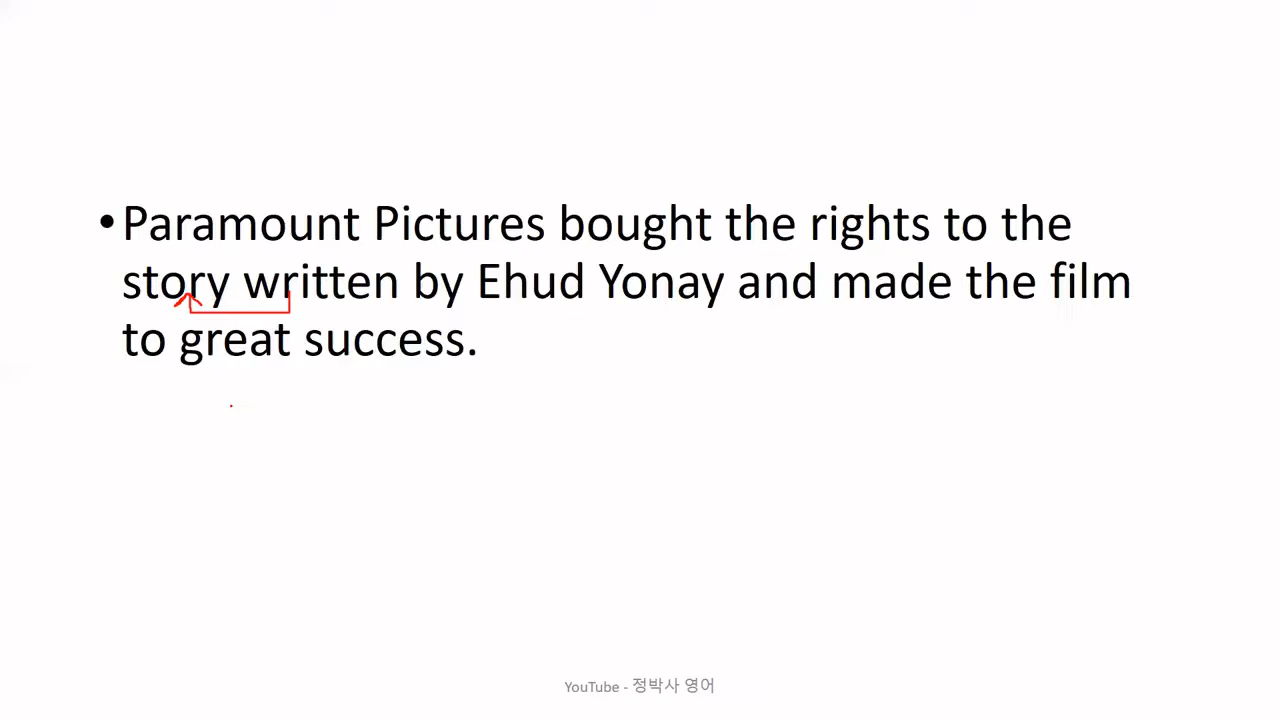 •Paramount Pictures bought the rights to the
story written by Ehud Yonay and made the film
to great success.
YouTube - 정박사 영어